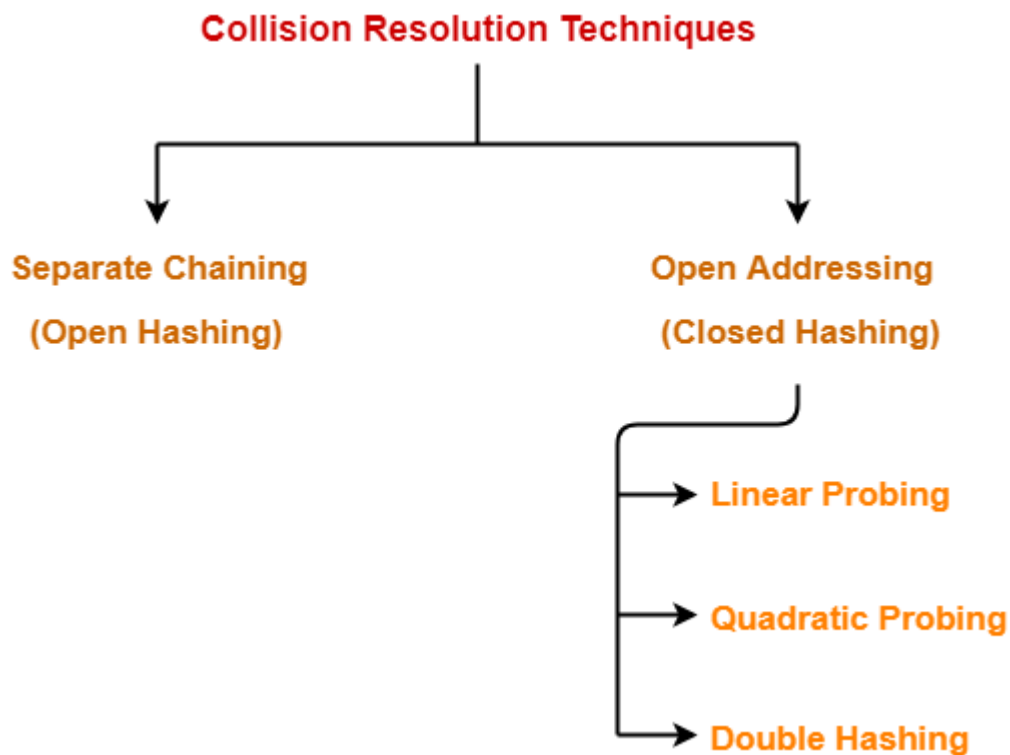 Collision Resolution Techniques
Separate Chaining
(Open Hashing)
Open Addressing
(Closed Hashing)
Linear Probing
Quadratic Probing
Double Hashing